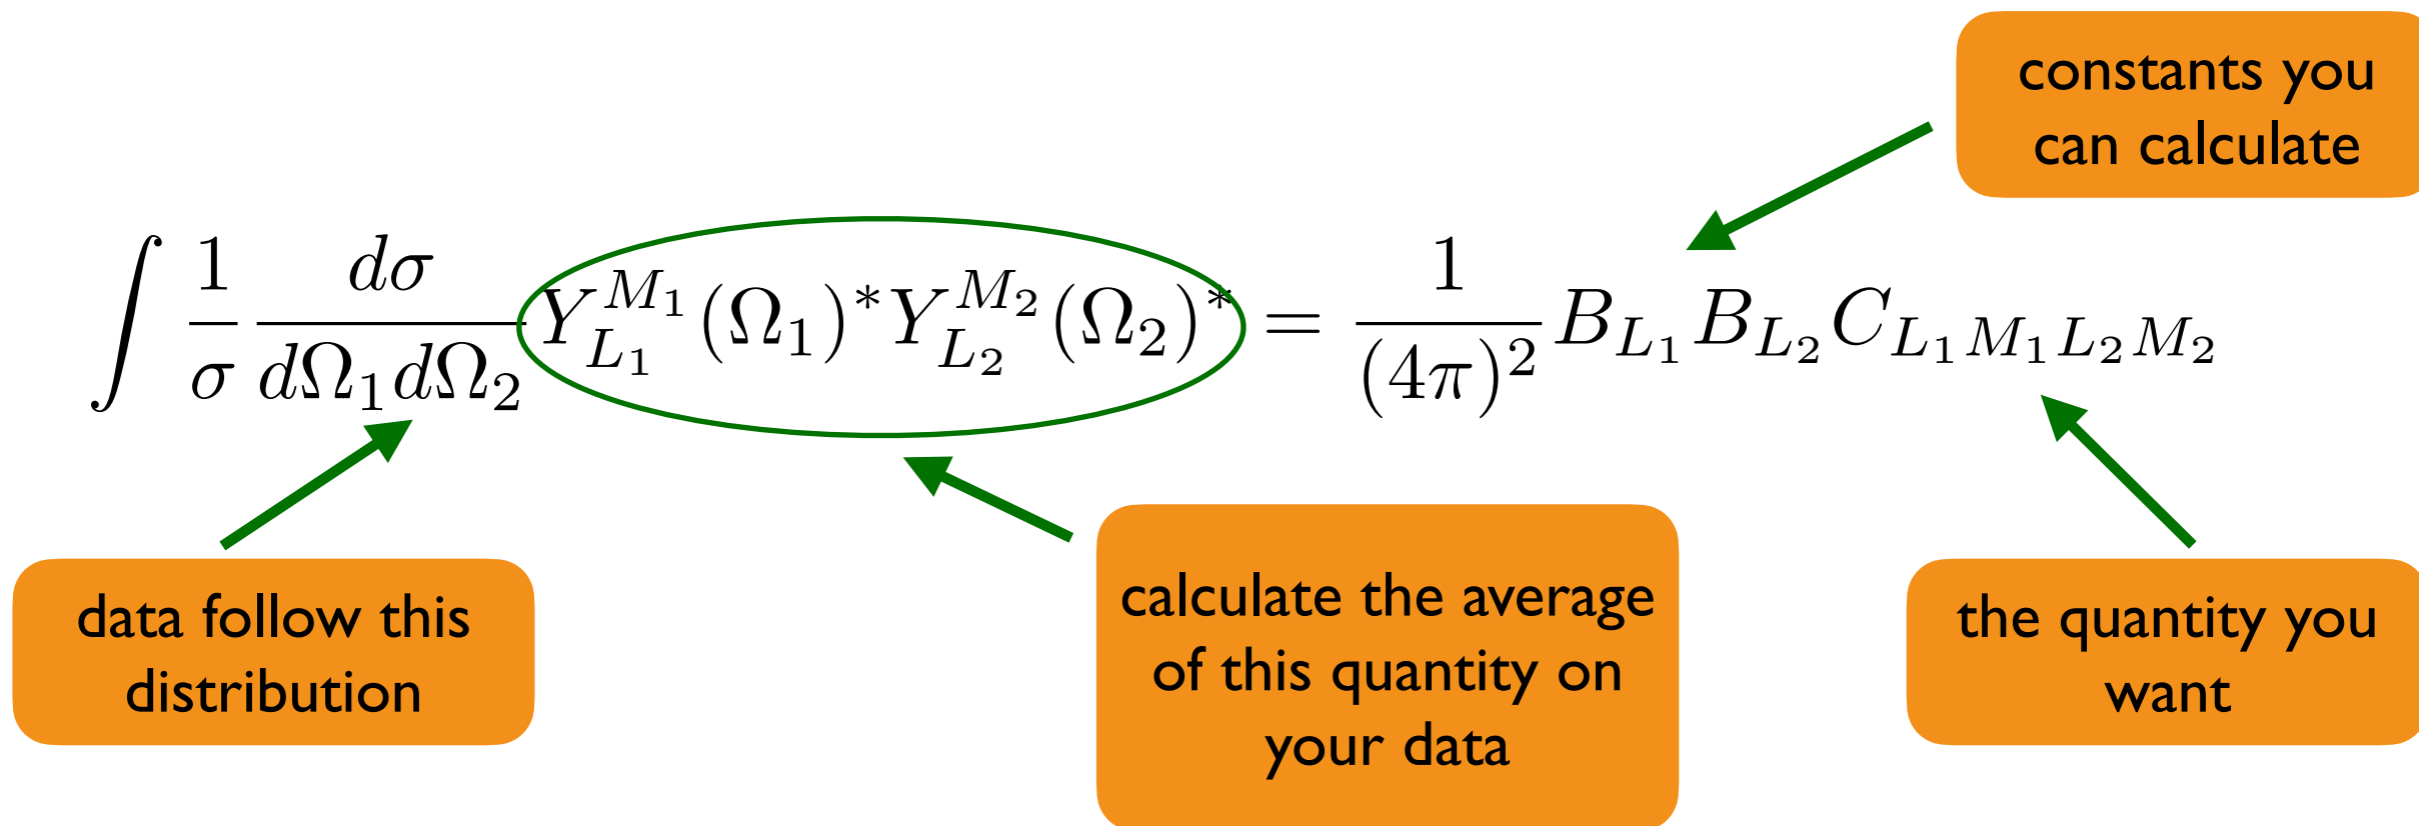 constants you
can calculate
∫ 1/σ dσ/dΩ₁dΩ₂ Y_{L₁}^{M₁}(Ω₁)* Y_{L₂}^{M₂}(Ω₂)* = 1/(4π)² B_{L₁} B_{L₂} C_{L₁M₁L₂M₂}
data follow this
distribution
calculate the average
of this quantity on
your data
the quantity you
want